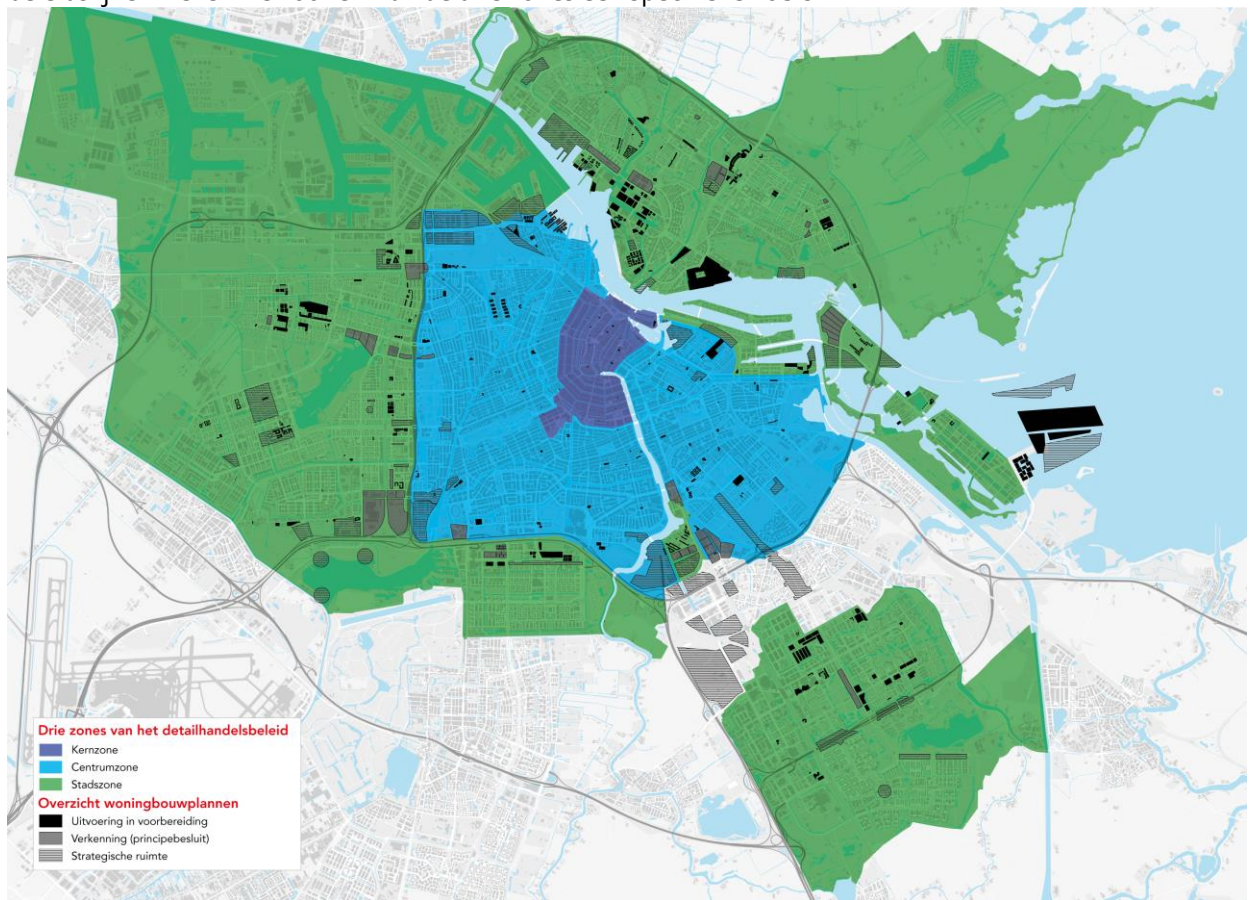 Drie zones van het detailhandelsbeleid
Kernzone
Centrumzone
Stadszone
Overzicht woningbouwplannen
Uitvoering in voorbereiding
Verkenning (principebesluit)
Strategische ruimte